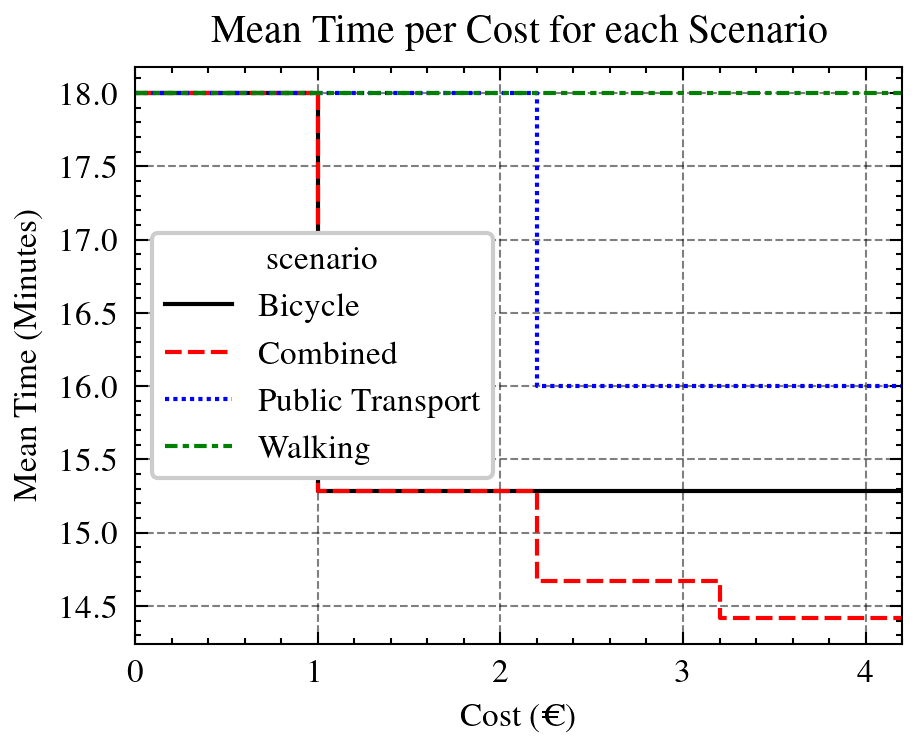 Mean Time per Cost for each Scenario
Mean Time (Minutes)
18.0
17.5
17.0
16.5
16.0
15.5
15.0
14.5
scenario
Bicycle
Combined
Public Transport
Walking
0 1 2 3 4
Cost (€)